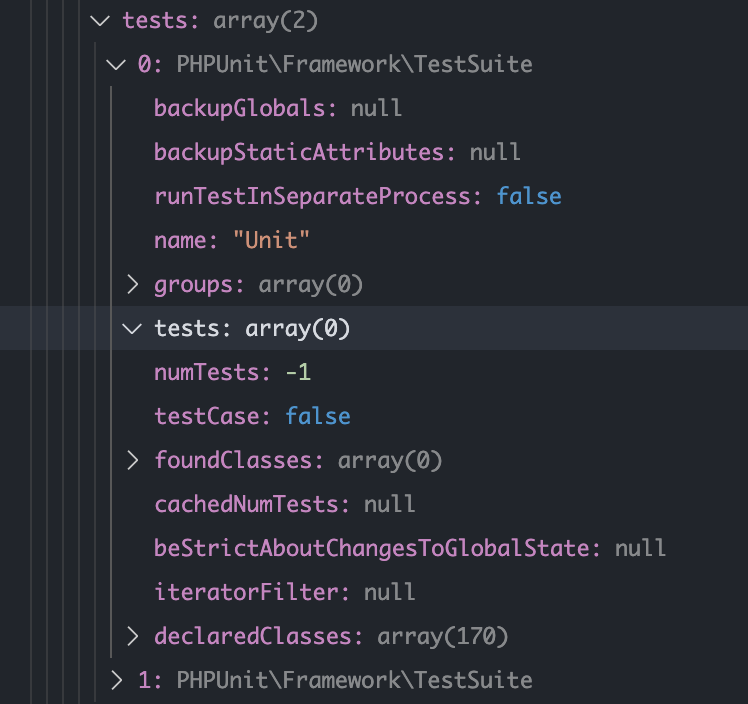 tests: array(2)
0: PHPUnit\Framework\TestSuite
backupGlobals: null
backupStaticAttributes: null
runTestInSeparateProcess: false
name: "Unit"
groups: array(0)
tests: array(0)
numTests: -1
testCase: false
foundClasses: array(0)
cachedNumTests: null
beStrictAboutChangesToGlobalState: null
iteratorFilter: null
declaredClasses: array(170)
1: PHPUnit\Framework\TestSuite